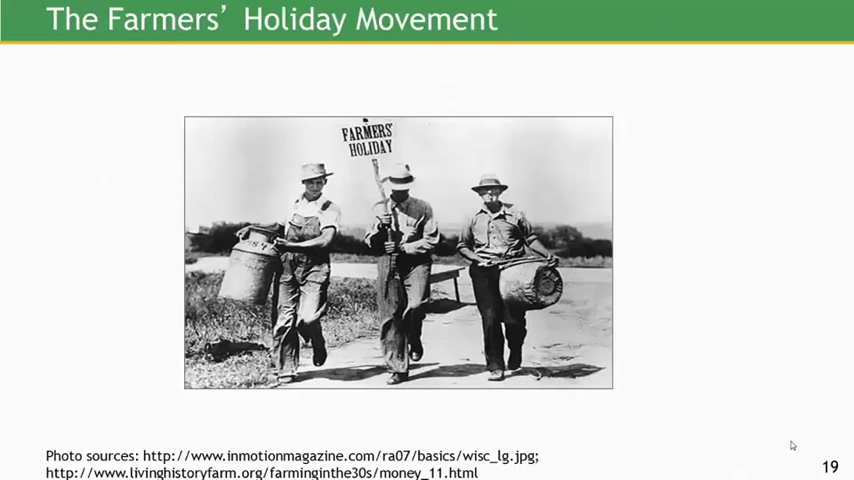 The Farmers’ Holiday Movement
FARMERS'
HOLIDAY
Photo sources: http://www.inmotionmagazine.com/ra07/basics/wisc_lg.jpg;
http://www.livinghistoryfarm.org/farminginthe30s/money_11.html
19